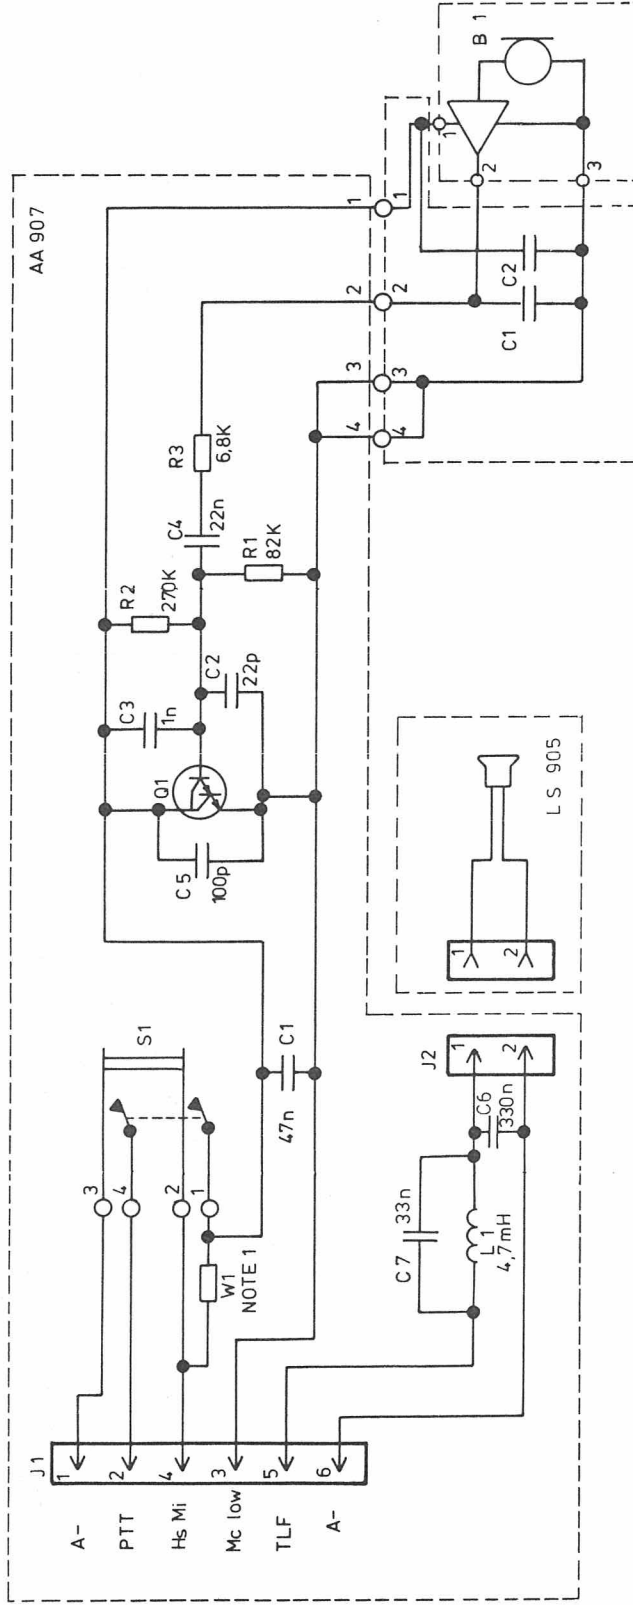 AA 907
J1
1
A-
2
PTT
4
Hs Mi
3
Mc low
5
TLF
6
A-
3
4
2
1
S1
W1
NOTE 1
C1
47n
C5
100p
Q1
C3
1n
C2
22p
R2
270K
R1
82K
C4
22n
R3
6,8K
1
2
3
4
1
2
3
4
C1
C2
1
2
3
B 1
C7
33n
L1
4,7mH
C6
330n
J2
1
2
1
2
LS 905